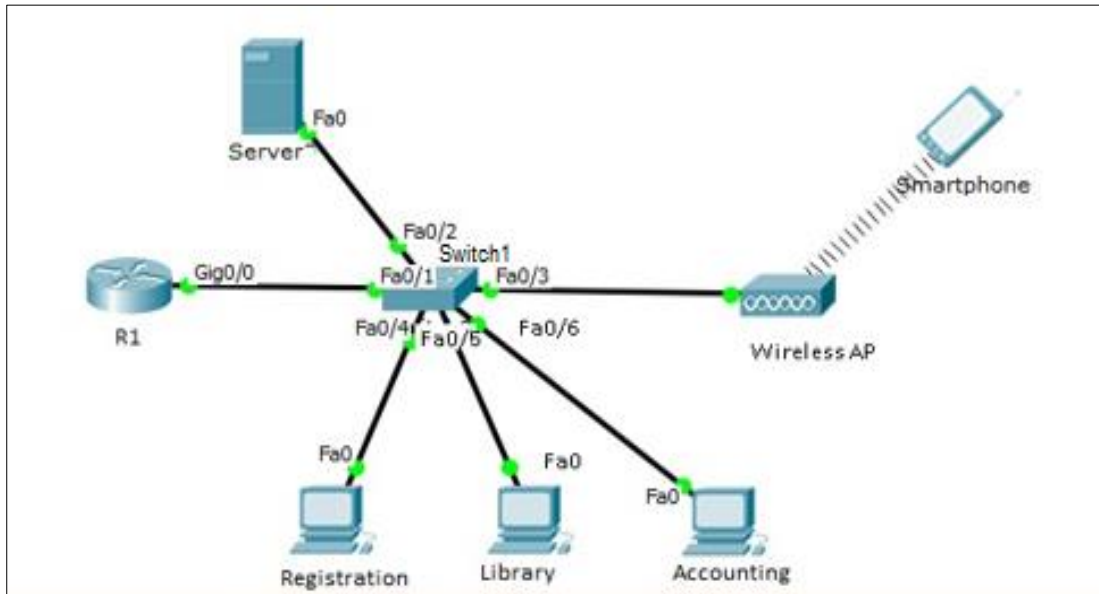 Fa0
Server
Smartphone
Fa0/2
Switch1
Gig0/0
Fa0/1
Fa0/3
R1
Fa0/4
Fa0/5
Fa0/6
Wireless AP
Fa0
Fa0
Fa0
Registration
Library
Accounting